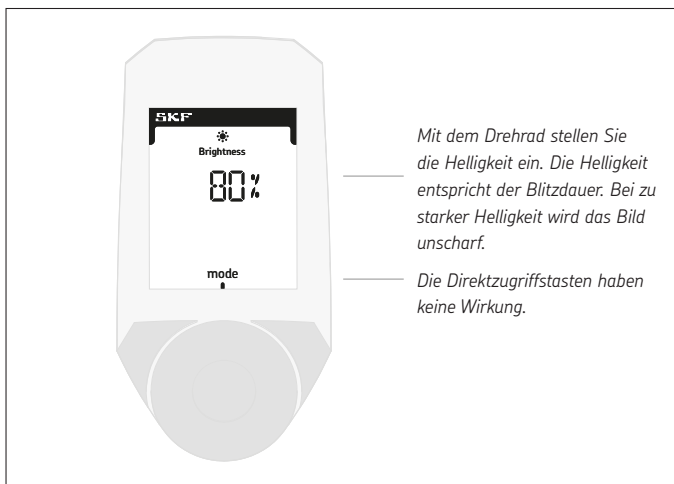 SKF
Brightness
80%
mode
Mit dem Drehrad stellen Sie
die Helligkeit ein. Die Helligkeit
entspricht der Blitzdauer. Bei zu
starker Helligkeit wird das Bild
unscharf.
Die Direktzugriffstasten haben
keine Wirkung.